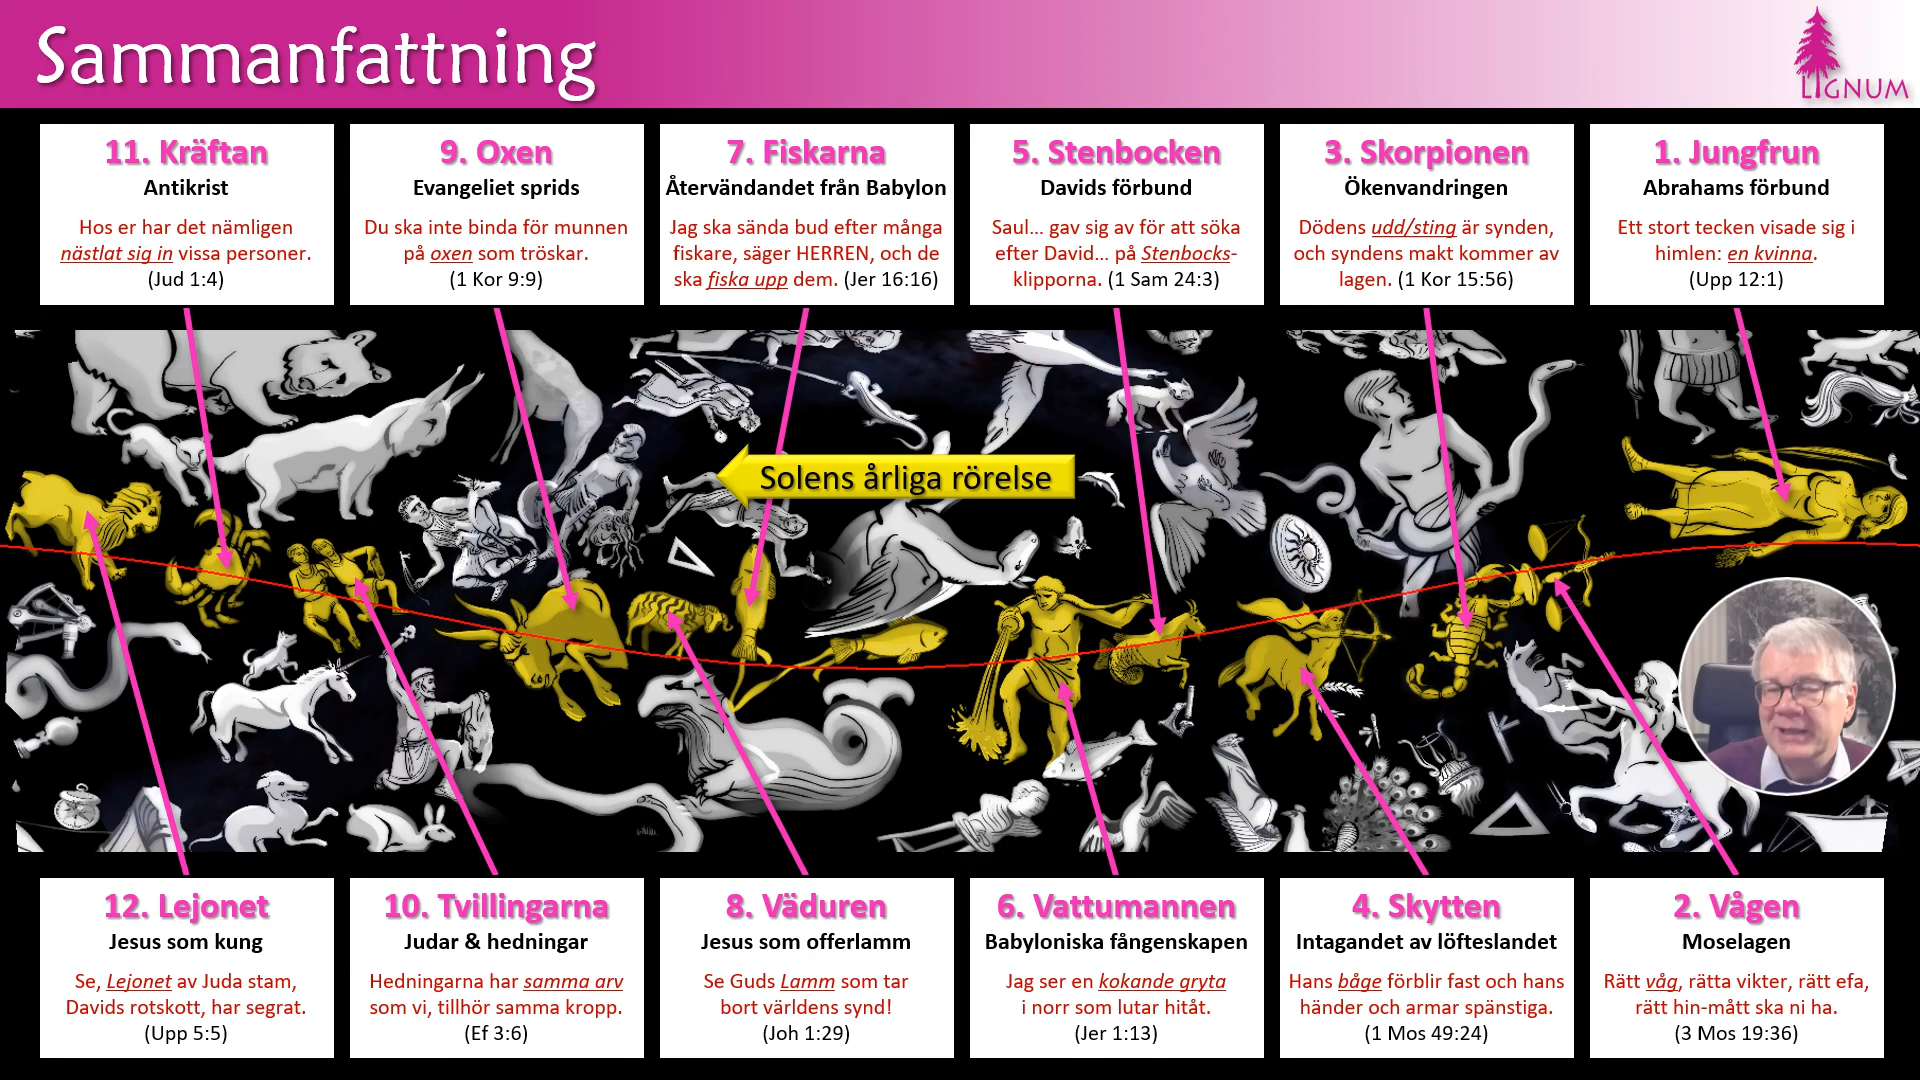 Sammanfattning
LIGNUM
11. Kräftan
Antikrist
Hos er har det nämligen
nästlat sig in vissa personer.
(Jud 1:4)
9. Oxen
Evangeliet sprids
Du ska inte binda för munnen
på oxen som tröskar.
(1 Kor 9:9)
7. Fiskarna
Återvändandet från Babylon
Jag ska sända bud efter många
fiskare, säger HERREN, och de
ska fiska upp dem. (Jer 16:16)
5. Stenbocken
Davids förbund
Saul... gav sig av för att söka
efter David... på Stenbocks-
klipporna. (1 Sam 24:3)
3. Skorpionen
Ökenvandringen
Dödens udd/sting är synden,
och syndens makt kommer av
lagen. (1 Kor 15:56)
1. Jungfrun
Abrahams förbund
Ett stort tecken visade sig i
himlen: en kvinna.
(Upp 12:1)
Solens årliga rörelse
12. Lejonet
Jesus som kung
Se, Lejonet av Juda stam,
Davids rotskott, har segrat.
(Upp 5:5)
10. Tvillingarna
Judar & hedningar
Hedningarna har samma arv
som vi, tillhör samma kropp.
(Ef 3:6)
8. Väduren
Jesus som offerlamm
Se Guds Lamm som tar
bort världens synd!
(Joh 1:29)
6. Vattumannen
Babyloniska fångenskapen
Jag ser en kokande gryta
i norr som lutar hitåt.
(Jer 1:13)
4. Skytten
Intagandet av löfteslandet
Hans båge förblir fast och hans
händer och armar spänstiga.
(1 Mos 49:24)
2. Vågen
Moselagen
Rätt våg, rätta vikter, rätt efa,
rätt hin-mått ska ni ha.
(3 Mos 19:36)